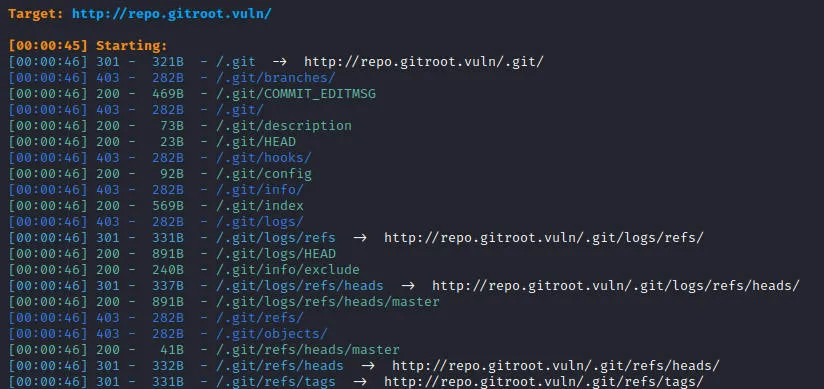 Target: http://repo.gitroot.vuln/
[00:00:45] Starting:
[00:00:46] 301 - 321B - /.git -> http://repo.gitroot.vuln/.git/
[00:00:46] 403 - 282B - /.git/branches/
[00:00:46] 200 - 469B - /.git/COMMIT_EDITMSG
[00:00:46] 403 - 282B - /.git/
[00:00:46] 200 - 73B - /.git/description
[00:00:46] 200 - 23B - /.git/HEAD
[00:00:46] 403 - 282B - /.git/hooks/
[00:00:46] 200 - 92B - /.git/config
[00:00:46] 403 - 282B - /.git/info/
[00:00:46] 200 - 569B - /.git/index
[00:00:46] 403 - 282B - /.git/logs/
[00:00:46] 301 - 331B - /.git/logs/refs -> http://repo.gitroot.vuln/.git/logs/refs/
[00:00:46] 200 - 891B - /.git/logs/HEAD
[00:00:46] 200 - 240B - /.git/info/exclude
[00:00:46] 301 - 337B - /.git/logs/refs/heads -> http://repo.gitroot.vuln/.git/logs/refs/heads/
[00:00:46] 200 - 891B - /.git/logs/refs/heads/master
[00:00:46] 403 - 282B - /.git/refs/
[00:00:46] 403 - 282B - /.git/objects/
[00:00:46] 200 - 41B - /.git/refs/heads/master
[00:00:46] 301 - 332B - /.git/refs/heads -> http://repo.gitroot.vuln/.git/refs/heads/
[00:00:46] 301 - 331B - /.git/refs/tags -> http://repo.gitroot.vuln/.git/refs/tags/